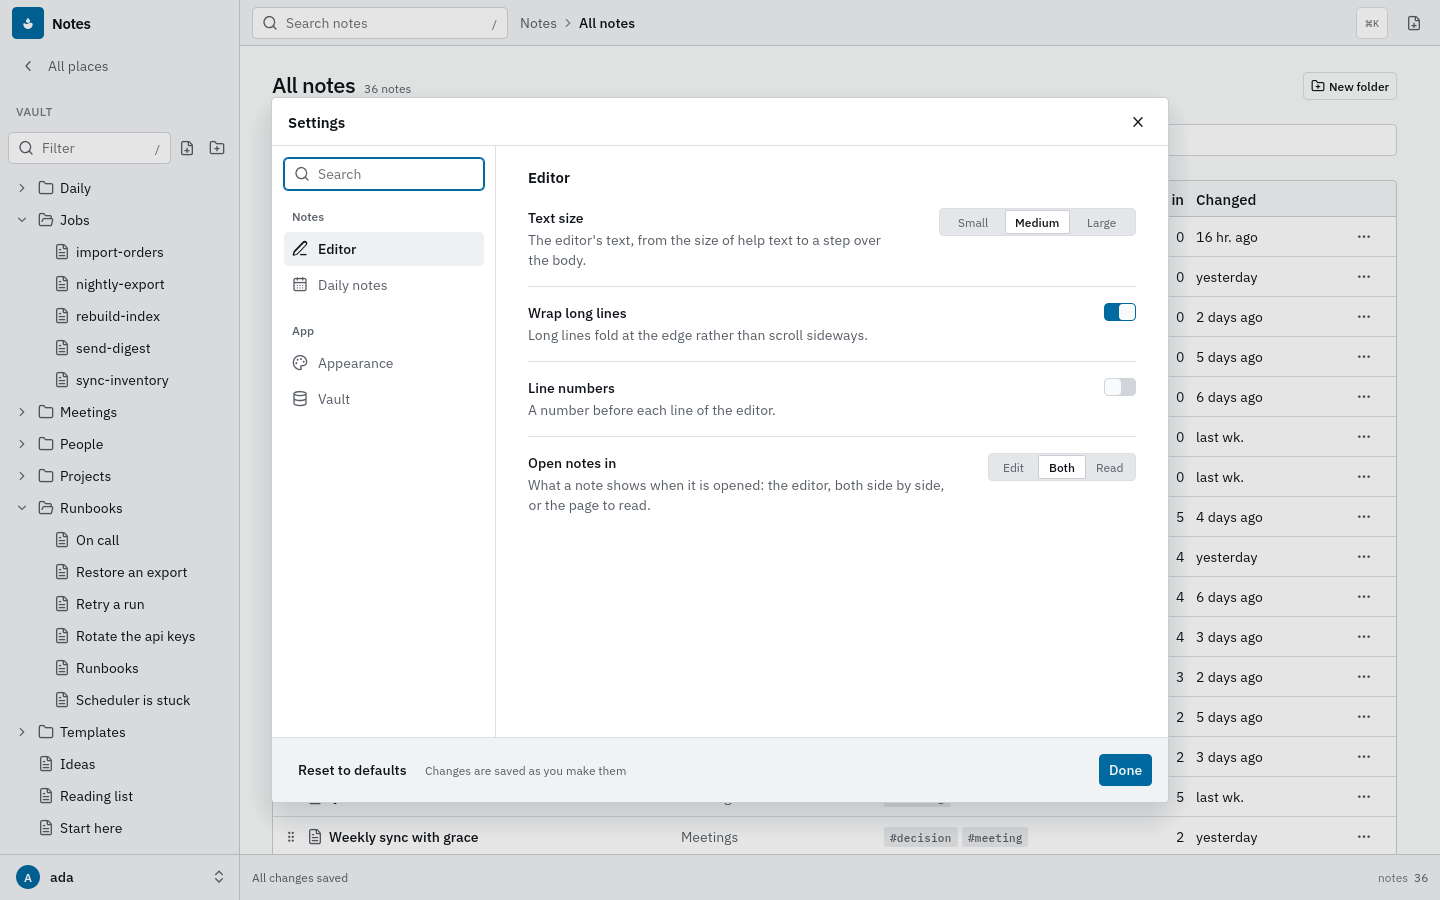 Notes
All places
VAULT
Filter /
Daily
Jobs
import-orders
nightly-export
rebuild-index
send-digest
sync-inventory
Meetings
People
Projects
Runbooks
On call
Restore an export
Retry a run
Rotate the api keys
Runbooks
Scheduler is stuck
Templates
Ideas
Reading list
Start here
A ada
Search notes /
Notes > All notes
⌘K
All notes 36 notes
New folder
Settings
Search
Notes
Editor
Daily notes
App
Appearance
Vault
Editor
Text size
The editor's text, from the size of help text to a step over
the body.
Small Medium Large
Wrap long lines
Long lines fold at the edge rather than scroll sideways.
Line numbers
A number before each line of the editor.
Open notes in
What a note shows when it is opened: the editor, both side by side,
or the page to read.
Edit Both Read
Reset to defaults Changes are saved as you make them
Done
in Changed
0 16 hr. ago
0 yesterday
0 2 days ago
0 5 days ago
0 6 days ago
0 last wk.
0 last wk.
5 4 days ago
4 yesterday
4 6 days ago
4 3 days ago
3 2 days ago
2 5 days ago
2 3 days ago
5 last wk.
Weekly sync with grace Meetings #decision #meeting 2 yesterday
All changes saved
notes 36